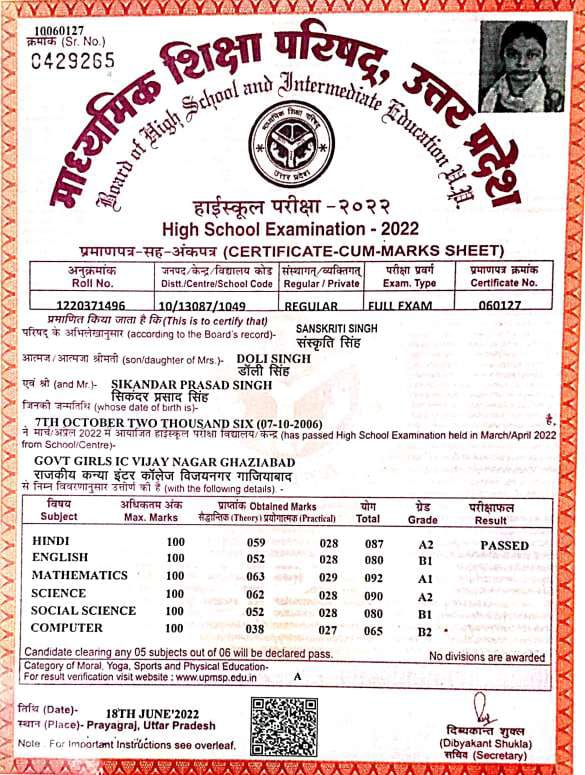 10060127
क्रमांक (Sr. No.)
0429265
माध्यमिक शिक्षा परिषद्, उत्तर प्रदेश
Board of High School and Intermediate Education U.P.
माध्यमिक शिक्षा परिषद्
उत्तर प्रदेश
हाईस्कूल परीक्षा -२०२२
High School Examination - 2022
प्रमाणपत्र-सह-अंकपत्र (CERTIFICATE-CUM-MARKS SHEET)
अनुक्रमांक जनपद/केन्द्र/विद्यालय कोड संस्थागत/व्यक्तिगत परीक्षा प्रवर्ग प्रमाणपत्र क्रमांक
Roll No. Distt./Centre/School Code Regular / Private Exam. Type Certificate No.
1220371496 10/13087/1049 REGULAR FULL EXAM 060127
प्रमाणित किया जाता है कि (This is to certify that)
SANSKRITI SINGH
परिषद् के अभिलेखानुसार (according to the Board's record)- संस्कृति सिंह
आत्मज/आत्मजा श्रीमती (son/daughter of Mrs.)- DOLI SINGH
डॉली सिंह
एवं श्री (and Mr.)- SIKANDAR PRASAD SINGH
सिकंदर प्रसाद सिंह
जिनकी जन्मतिथि (whose date of birth is)-
7TH OCTOBER TWO THOUSAND SIX (07-10-2006) है,
ने मार्च/अप्रैल 2022 में आयोजित हाईस्कूल परीक्षा विद्यालय/केन्द्र (has passed High School Examination held in March/April 2022
from School/Centre)-
GOVT GIRLS IC VIJAY NAGAR GHAZIABAD
राजकीय कन्या इंटर कॉलेज विजयनगर गाजियाबाद
से निम्न विवरणानुसार उत्तीर्ण की है (with the following details) -
विषय अधिकतम अंक प्राप्तांक Obtained Marks योग ग्रेड परीक्षाफल
Subject Max. Marks सैद्धान्तिक (Theory) प्रयोगात्मक (Practical) Total Grade Result
HINDI 100 059 028 087 A2 PASSED
ENGLISH 100 052 028 080 B1
MATHEMATICS 100 063 029 092 A1
SCIENCE 100 062 028 090 A2
SOCIAL SCIENCE 100 052 028 080 B1
COMPUTER 100 038 027 065 B2
Candidate clearing any 05 subjects out of 06 will be declared pass. No divisions are awarded
Category of Moral, Yoga, Sports and Physical Education-
For result verification visit website : www.upmsp.edu.in A
तिथि (Date)- 18TH JUNE'2022
स्थान (Place)- Prayagraj, Uttar Pradesh
Note : For Important Instructions see overleaf.
दिब्यकान्त शुक्ल
(Dibyakant Shukla)
सचिव (Secretary)